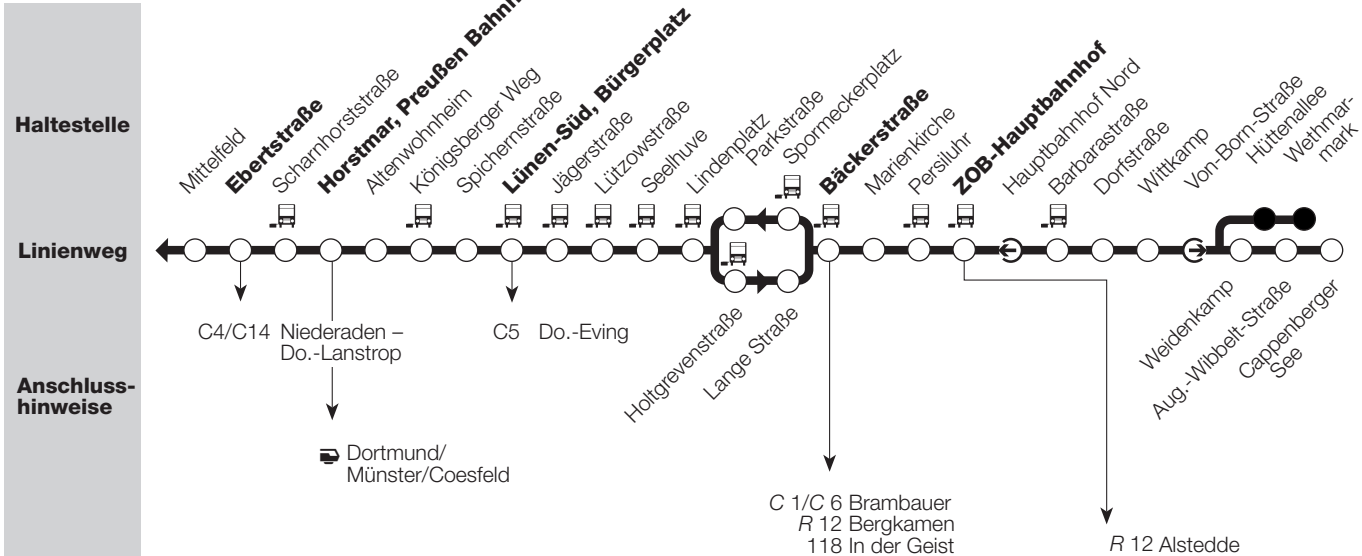 Haltestelle
Mittelfeld
Ebertstraße
Scharnhorststraße
Horstmar, Preußen
Altenwohnheim
Königsberger Weg
Spichernstraße
Lünen-Süd, Bürgerplatz
Jägerstraße
Lützowstraße
Seelhuve
Lindenplatz
Parkstraße
Spormeckerplatz
Bäckerstraße
Marienkirche
Persiluhr
ZOB-Hauptbahnhof
Hauptbahnhof Nord
Barbarastraße
Dorfstraße
Wittkamp
Von-Born-Straße
Hüttenallee
Wethmar-
mark
Linienweg
Holtgrevenstraße
Lange Straße
Weidenkamp
Aug.-Wibbelt-Straße
Cappenberger
See
Anschluss-
hinweise
C4/C14 Niederaden –
Do.-Lanstrop
C5 Do.-Eving
Dortmund/
Münster/Coesfeld
C 1/C 6 Brambauer
R 12 Bergkamen
118 In der Geist
R 12 Alstedde